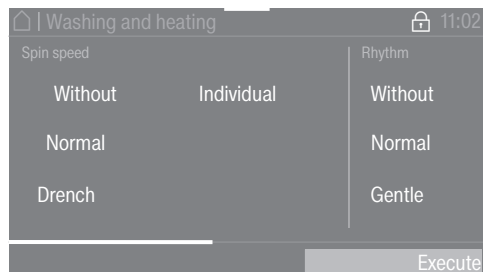 | Washing and heating 11:02
Spin speed Rhythm
Without Individual Without
Normal Normal
Drench Gentle
Execute